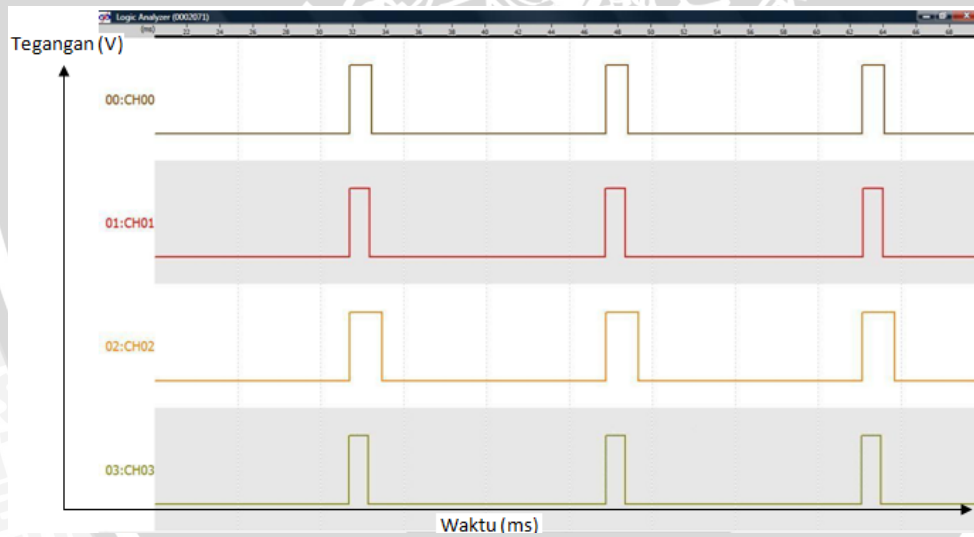 Logic Analyzer (0002071)
(ms) 22 24 26 28 30 32 34 36 38 40 42 44 46 48 50 52 54 56 58 60 62 64 66 68
Tegangan (V)
00:CH00
01:CH01
02:CH02
03:CH03
Waktu (ms)